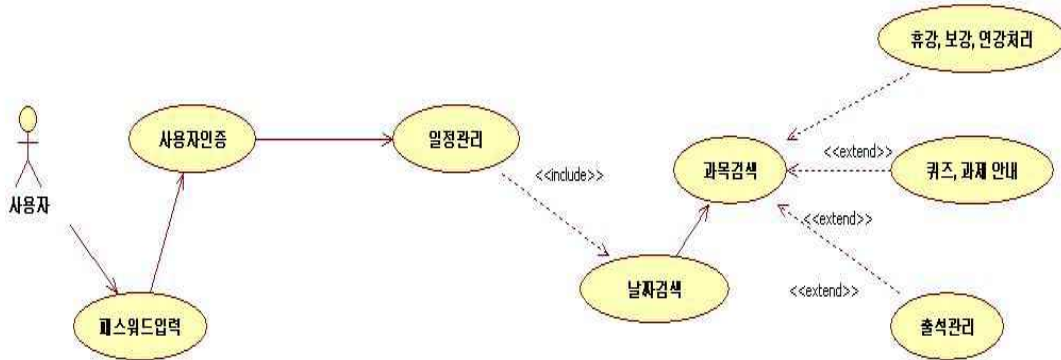 휴강, 보강, 연강처리
사용자인증
일정관리
과목검색
<<extend>>
퀴즈, 과제 안내
<<include>>
사용자
<<extend>>
날짜검색
<<extend>>
패스워드입력
출석관리